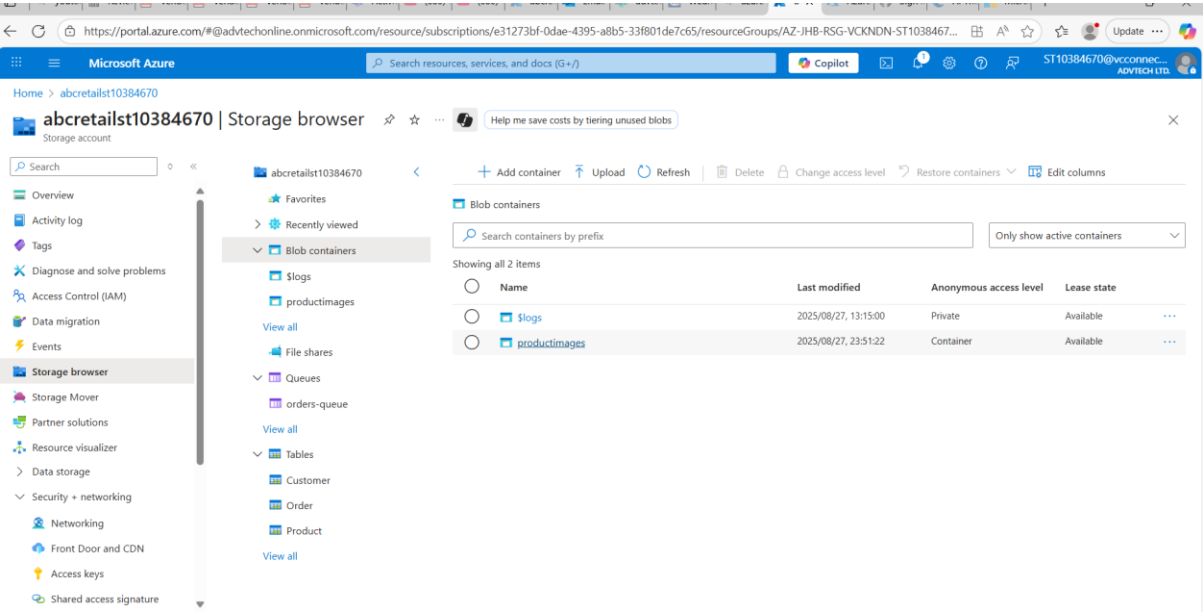 https://portal.azure.com/#@advtechonline.onmicrosoft.com/resource/subscriptions/e31273bf-0dae-4395-a8b5-33f801de7c65/resourceGroups/AZ-JHB-RSG-VCKNDN-ST1038467...
Update
Microsoft Azure
Search resources, services, and docs (G+/)
Copilot
1
ST10384670@vcconnec...
ADVTECH LTD.
Home > abcretailst10384670
abcretailst10384670 | Storage browser
Help me save costs by tiering unused blobs
Storage account
Search
Overview
Activity log
Tags
Diagnose and solve problems
Access Control (IAM)
Data migration
Events
Storage browser
Storage Mover
Partner solutions
Resource visualizer
Data storage
Security + networking
Networking
Front Door and CDN
Access keys
Shared access signature
abcretailst10384670
Favorites
Recently viewed
Blob containers
$logs
productimages
View all
File shares
Queues
orders-queue
View all
Tables
Customer
Order
Product
View all
Add container Upload Refresh Delete Change access level Restore containers Edit columns
Blob containers
Search containers by prefix
Only show active containers
Showing all 2 items
Name Last modified Anonymous access level Lease state
$logs 2025/08/27, 13:15:00 Private Available
productimages 2025/08/27, 23:51:22 Container Available